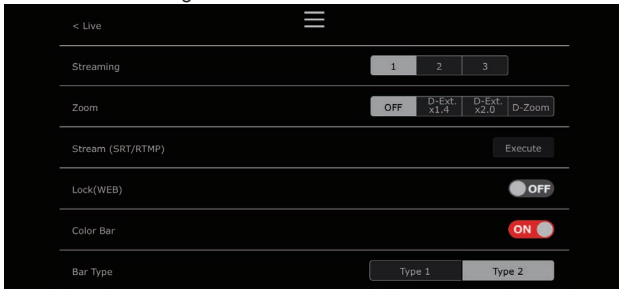 < Live
Streaming 1 2 3
Zoom OFF D-Ext. x1.4 D-Ext. x2.0 D-Zoom
Stream (SRT/RTMP) Execute
Lock(WEB) OFF
Color Bar ON
Bar Type Type 1 Type 2